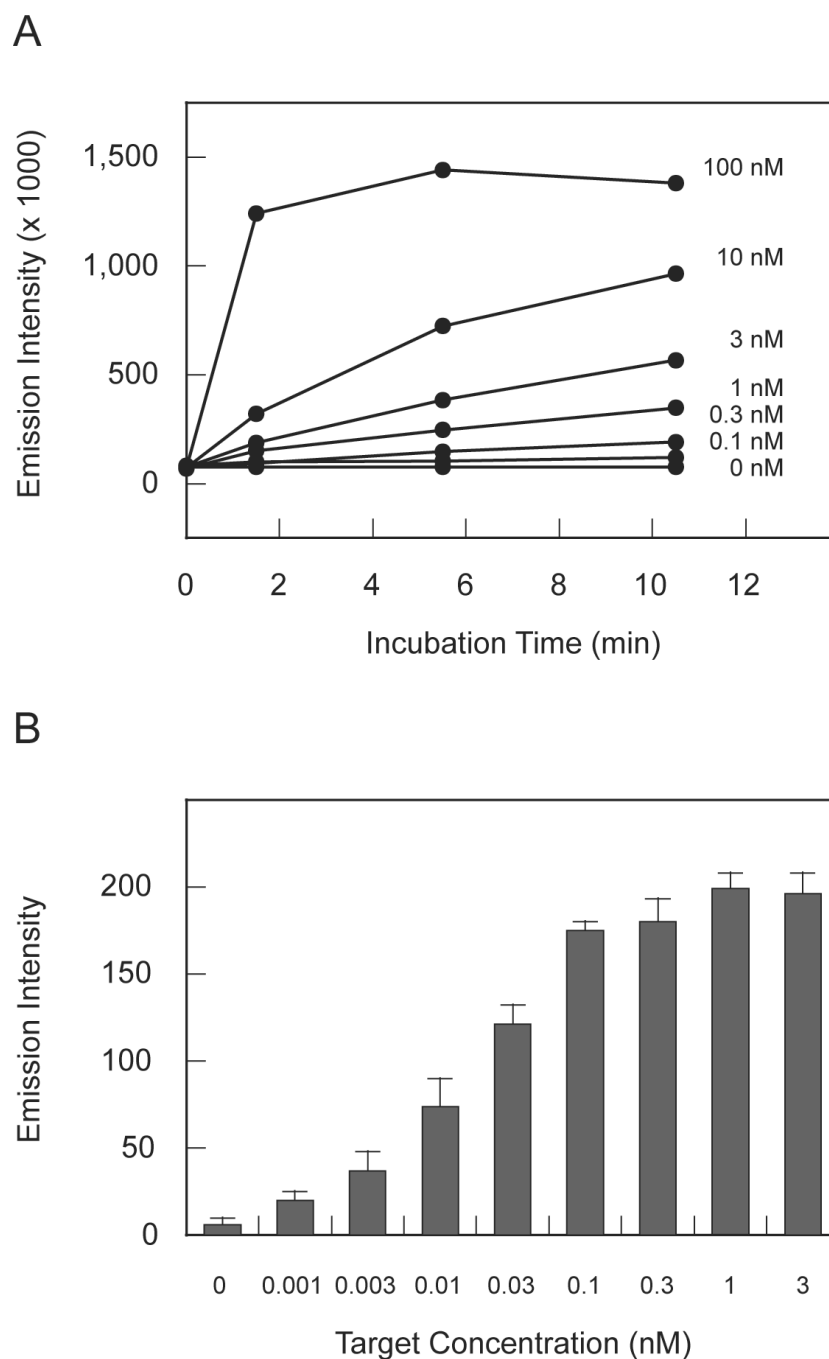 A
Emission Intensity (x 1000)
1,500
1,000
500
0
100 nM
10 nM
3 nM
1 nM
0.3 nM
0.1 nM
0 nM
0 2 4 6 8 10 12
Incubation Time (min)
B
Emission Intensity
200
150
100
50
0
0 0.001 0.003 0.01 0.03 0.1 0.3 1 3
Target Concentration (nM)